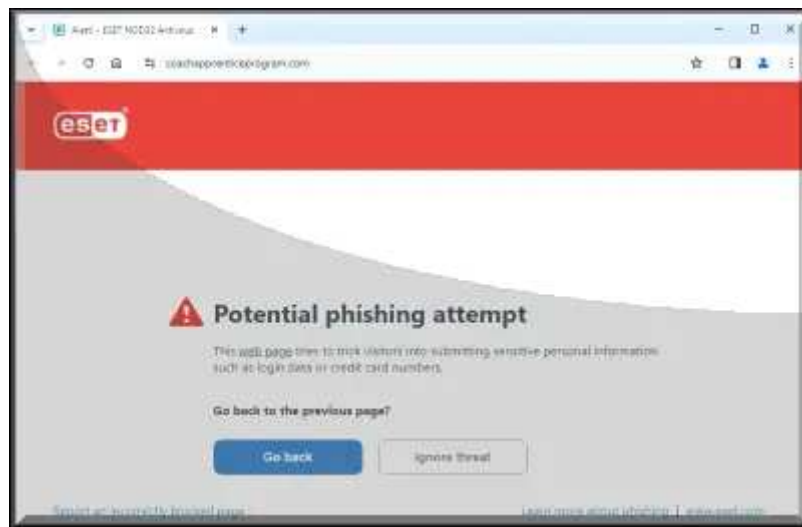 Alert - ESET NOD32 Antivirus
coachapprenticeprogram.com
eset
Potential phishing attempt
This web page tries to trick visitors into submitting sensitive personal information
such as login data or credit card numbers.
Go back to the previous page?
Go back
Ignore threat
Report an incorrectly blocked page
Learn more about phishing | www.eset.com